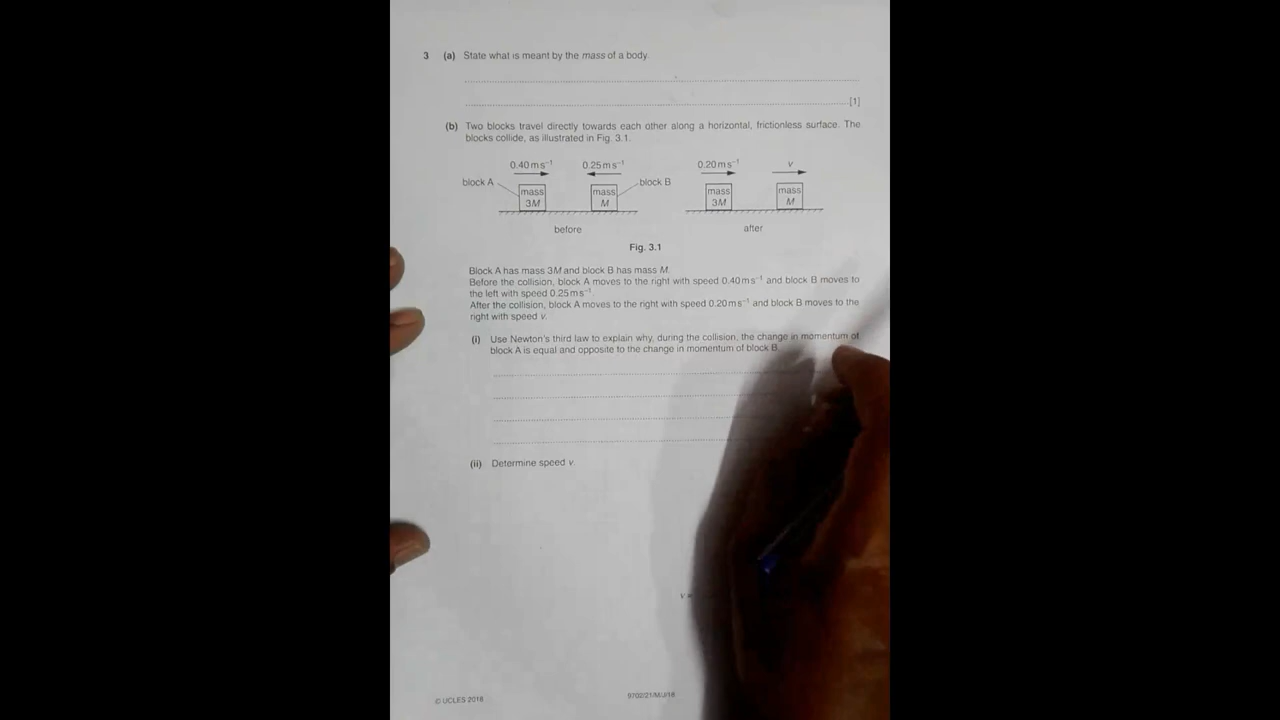 3 (a) State what is meant by the mass of a body.
[1]
(b) Two blocks travel directly towards each other along a horizontal, frictionless surface. The
blocks collide, as illustrated in Fig. 3.1.
0.40 m s⁻¹ 0.25 m s⁻¹ 0.20 m s⁻¹ v
block A block B
mass mass mass mass
3M M 3M M
before after
Fig. 3.1
Block A has mass 3M and block B has mass M.
Before the collision, block A moves to the right with speed 0.40 m s⁻¹ and block B moves to
the left with speed 0.25 m s⁻¹.
After the collision, block A moves to the right with speed 0.20 m s⁻¹ and block B moves to the
right with speed v.
(i) Use Newton's third law to explain why, during the collision, the change in momentum of
block A is equal and opposite to the change in momentum of block B.
(ii) Determine speed v.
v =
© UCLES 2018 9702/21/M/J/18